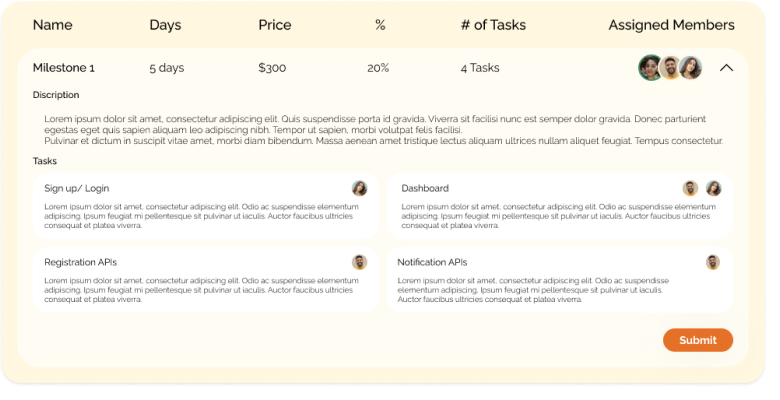 Name Days Price % # of Tasks Assigned Members
Milestone 1 5 days $300 20% 4 Tasks
Discription
Lorem ipsum dolor sit amet, consectetur adipiscing elit. Quis suspendisse porta id gravida. Viverra sit facilisi nunc est semper dolor gravida. Donec parturient
egestas eget quis sapien aliquam leo adipiscing nibh. Tempor ut sapien, morbi volutpat felis facilisi.
Pulvinar et dictum in suscipit vitae amet, morbi diam bibendum. Massa aenean amet tristique lectus aliquam ultrices nullam aliquet feugiat. Tempus consectetur.
Tasks
Sign up/ Login
Lorem ipsum dolor sit amet, consectetur adipiscing elit. Odio ac suspendisse elementum
adipiscing. Ipsum feugiat mi pellentesque sit pulvinar ut iaculis. Auctor faucibus ultricies
consequat et platea viverra.
Dashboard
Lorem ipsum dolor sit amet, consectetur adipiscing elit. Odio ac suspendisse elementum
adipiscing. Ipsum feugiat mi pellentesque sit pulvinar ut iaculis. Auctor faucibus ultricies
consequat et platea viverra.
Registration APIs
Lorem ipsum dolor sit amet, consectetur adipiscing elit. Odio ac suspendisse elementum
adipiscing. Ipsum feugiat mi pellentesque sit pulvinar ut iaculis. Auctor faucibus ultricies
consequat et platea viverra.
Notification APIs
Lorem ipsum dolor sit amet, consectetur adipiscing elit. Odio ac suspendisse
elementum adipiscing. Ipsum feugiat mi pellentesque sit pulvinar ut iaculis.
Auctor faucibus ultricies consequat et platea viverra.
Submit